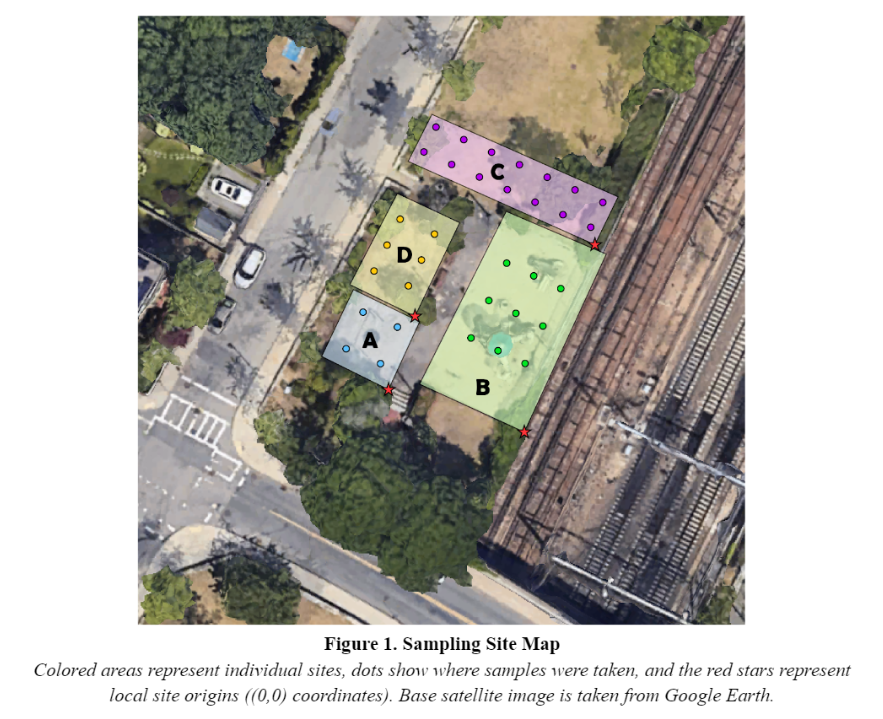 C
D
A
B
Figure 1. Sampling Site Map
Colored areas represent individual sites, dots show where samples were taken, and the red stars represent
local site origins ((0,0) coordinates). Base satellite image is taken from Google Earth.